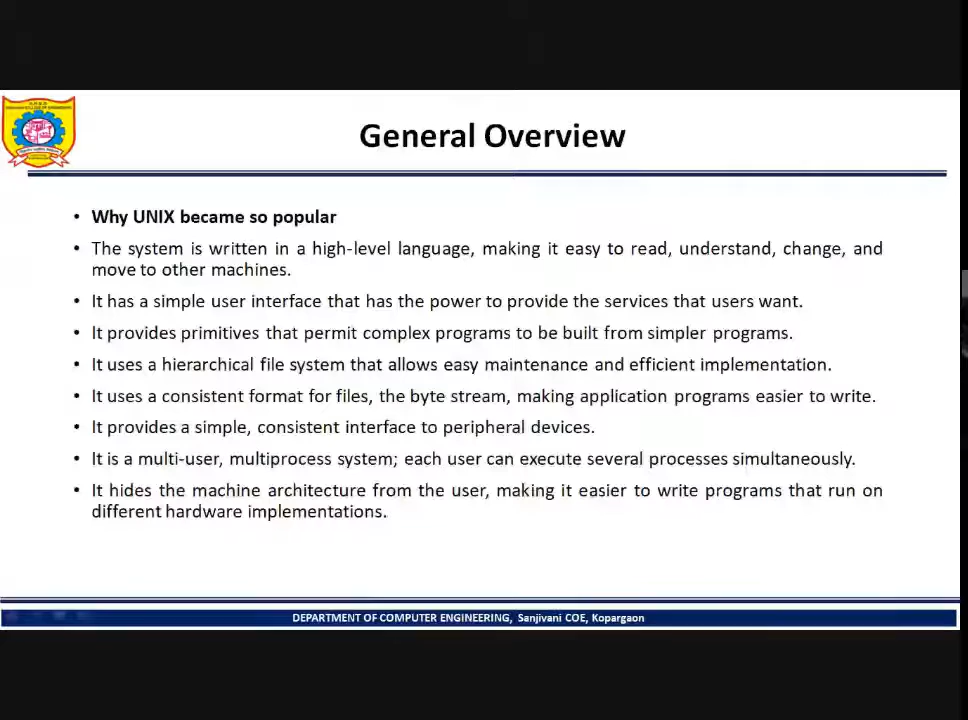 General Overview
• Why UNIX became so popular
• The system is written in a high-level language, making it easy to read, understand, change, and
move to other machines.
• It has a simple user interface that has the power to provide the services that users want.
• It provides primitives that permit complex programs to be built from simpler programs.
• It uses a hierarchical file system that allows easy maintenance and efficient implementation.
• It uses a consistent format for files, the byte stream, making application programs easier to write.
• It provides a simple, consistent interface to peripheral devices.
• It is a multi-user, multiprocess system; each user can execute several processes simultaneously.
• It hides the machine architecture from the user, making it easier to write programs that run on
different hardware implementations.
DEPARTMENT OF COMPUTER ENGINEERING, Sanjivani COE, Kopargaon